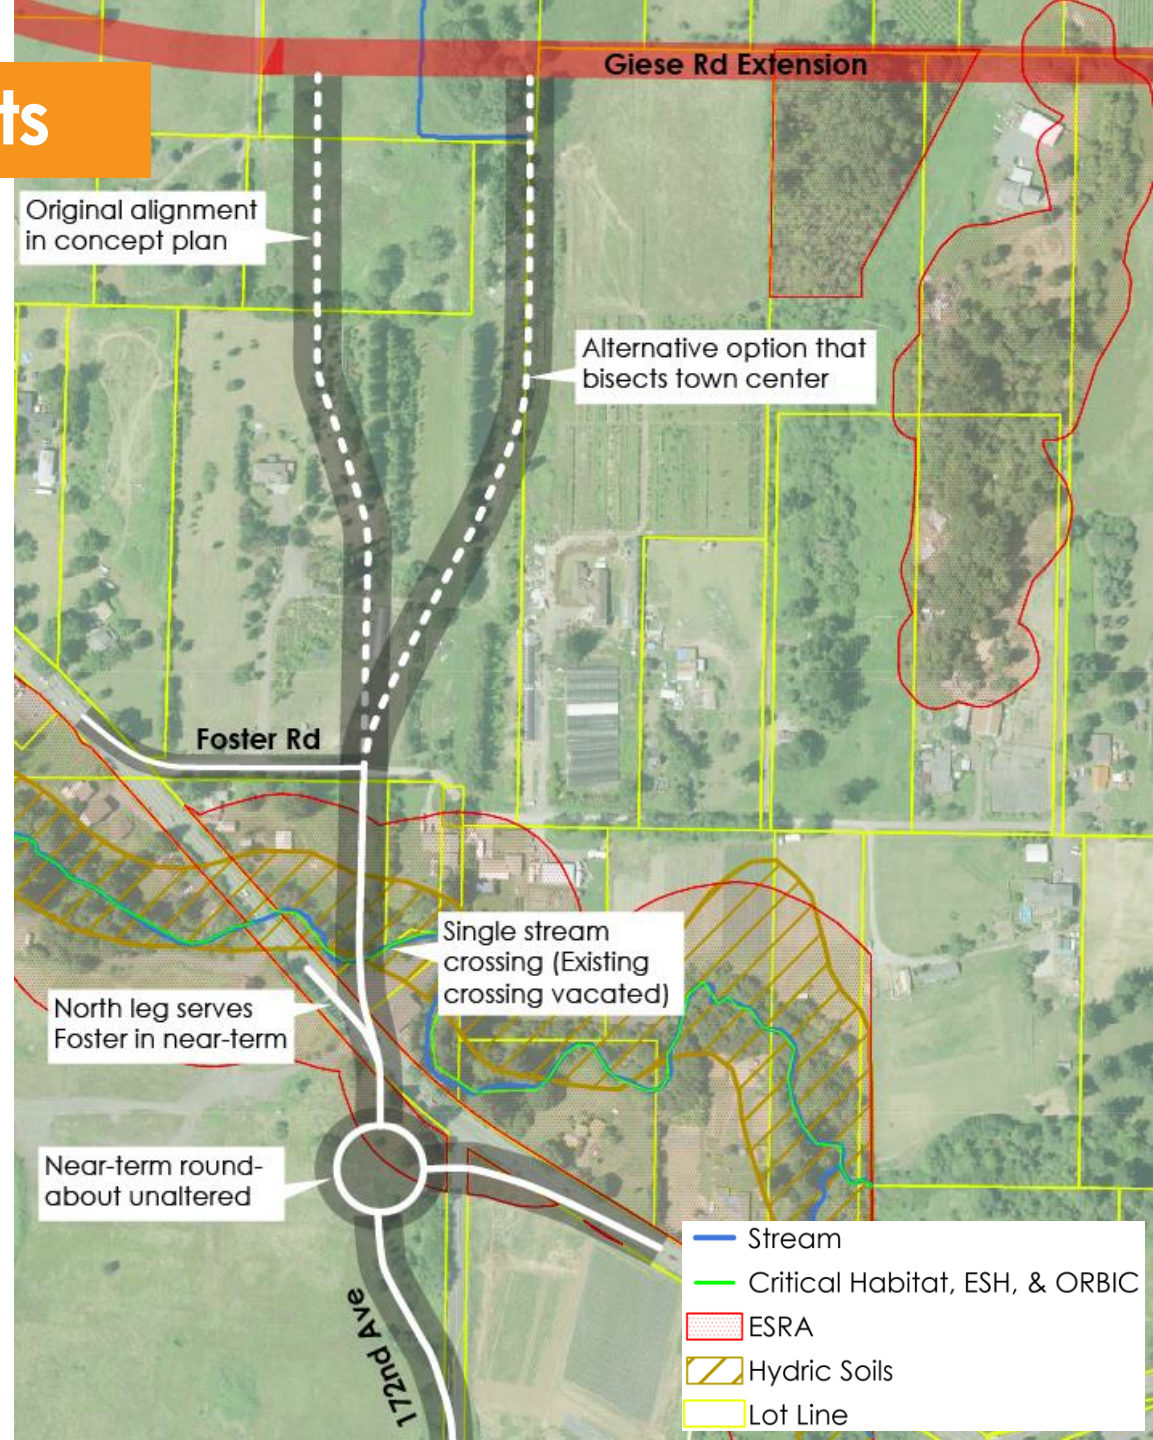 Giese Rd Extension
ts
Original alignment
in concept plan
Alternative option that
bisects town center
Foster Rd
Single stream
crossing (Existing
crossing vacated)
North leg serves
Foster in near-term
Near-term round-
about unaltered
172nd Ave
Stream
Critical Habitat, ESH, & ORBIC
ESRA
Hydric Soils
Lot Line